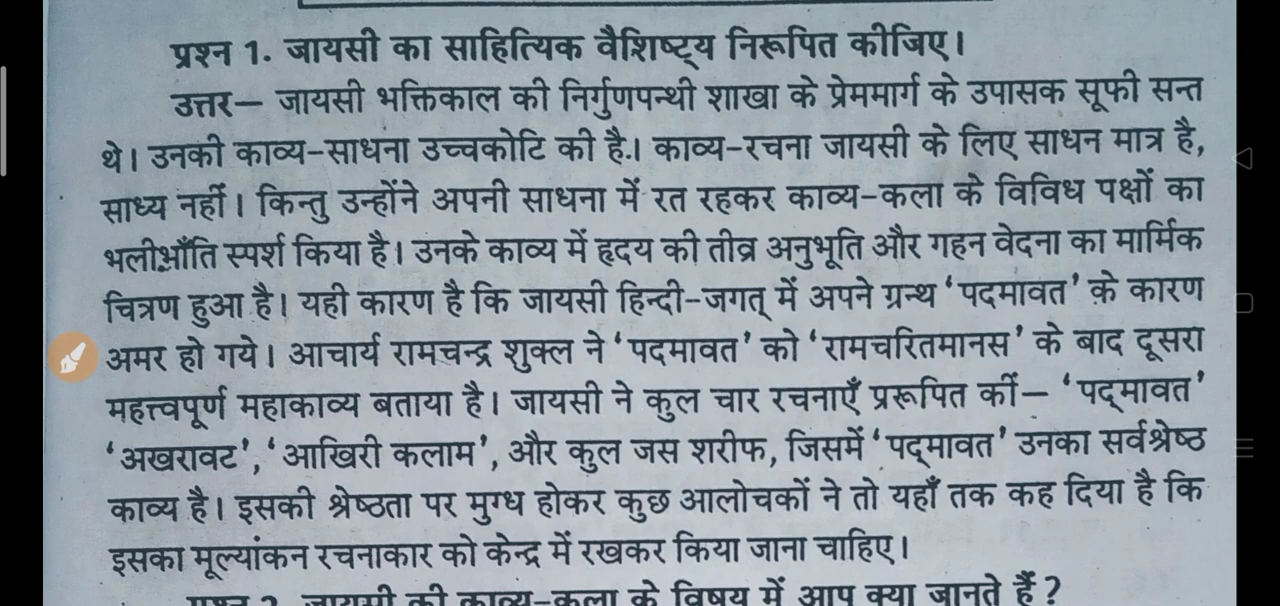 प्रश्न 1. जायसी का साहित्यिक वैशिष्ट्य निरूपित कीजिए।
उत्तर— जायसी भक्तिकाल की निर्गुणपन्थी शाखा के प्रेममार्ग के उपासक सूफी सन्त
थे। उनकी काव्य-साधना उच्चकोटि की है। काव्य-रचना जायसी के लिए साधन मात्र है,
साध्य नहीं। किन्तु उन्होंने अपनी साधना में रत रहकर काव्य-कला के विविध पक्षों का
भलीभाँति स्पर्श किया है। उनके काव्य में हृदय की तीव्र अनुभूति और गहन वेदना का मार्मिक
चित्रण हुआ है। यही कारण है कि जायसी हिन्दी-जगत् में अपने ग्रन्थ ‘पदमावत’ के कारण
अमर हो गये। आचार्य रामचन्द्र शुक्ल ने ‘पदमावत’ को ‘रामचरितमानस’ के बाद दूसरा
महत्त्वपूर्ण महाकाव्य बताया है। जायसी ने कुल चार रचनाएँ प्ररूपित कीं— ‘पद्‌मावत’
‘अखरावट’, ‘आखिरी कलाम’, और कुल जस शरीफ, जिसमें ‘पद्‌मावत’ उनका सर्वश्रेष्ठ
काव्य है। इसकी श्रेष्ठता पर मुग्ध होकर कुछ आलोचकों ने तो यहाँ तक कह दिया है कि
इसका मूल्यांकन रचनाकार को केन्द्र में रखकर किया जाना चाहिए।
प्रश्न 2. जायसी की काव्य-कला के विषय में आप क्या जानते हैं?